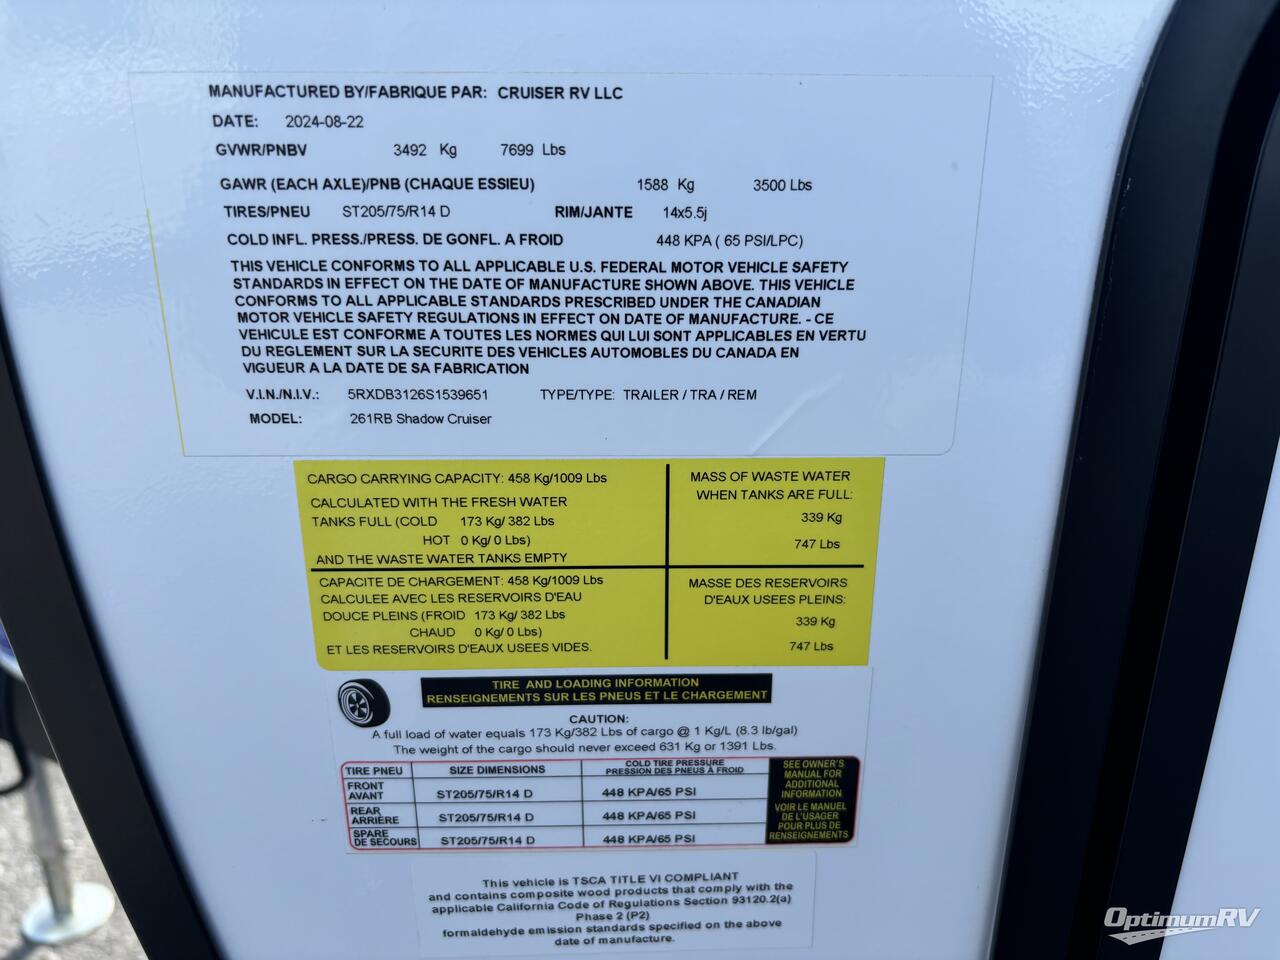 MANUFACTURED BY/FABRIQUE PAR: CRUISER RV LLC
DATE: 2024-08-22
GVWR/PNBV 3492 Kg 7699 Lbs
GAWR (EACH AXLE)/PNB (CHAQUE ESSIEU) 1588 Kg 3500 Lbs
TIRES/PNEU ST205/75/R14 D RIM/JANTE 14x5.5j
COLD INFL. PRESS./PRESS. DE GONFL. A FROID 448 KPA ( 65 PSI/LPC)
THIS VEHICLE CONFORMS TO ALL APPLICABLE U.S. FEDERAL MOTOR VEHICLE SAFETY
STANDARDS IN EFFECT ON THE DATE OF MANUFACTURE SHOWN ABOVE. THIS VEHICLE
CONFORMS TO ALL APPLICABLE STANDARDS PRESCRIBED UNDER THE CANADIAN
MOTOR VEHICLE SAFETY REGULATIONS IN EFFECT ON DATE OF MANUFACTURE. - CE
VEHICULE EST CONFORME A TOUTES LES NORMES QUI LUI SONT APPLICABLES EN VERTU
DU REGLEMENT SUR LA SECURITE DES VEHICLES AUTOMOBLES DU CANADA EN
VIGUEUR A LA DATE DE SA FABRICATION
V.I.N./N.I.V.: 5RXDB3126S1539651 TYPE/TYPE: TRAILER / TRA / REM
MODEL: 261RB Shadow Cruiser
CARGO CARRYING CAPACITY: 458 Kg/1009 Lbs
CALCULATED WITH THE FRESH WATER
TANKS FULL (COLD 173 Kg/ 382 Lbs
HOT 0 Kg/ 0 Lbs)
AND THE WASTE WATER TANKS EMPTY
MASS OF WASTE WATER
WHEN TANKS ARE FULL:
339 Kg
747 Lbs
CAPACITE DE CHARGEMENT: 458 Kg/1009 Lbs
CALCULEE AVEC LES RESERVOIRS D'EAU
DOUCE PLEINS (FROID 173 Kg/ 382 Lbs
CHAUD 0 Kg/ 0 Lbs)
ET LES RESERVOIRS D'EAUX USEES VIDES.
MASSE DES RESERVOIRS
D'EAUX USEES PLEINS:
339 Kg
747 Lbs
TIRE AND LOADING INFORMATION
RENSEIGNEMENTS SUR LES PNEUS ET LE CHARGEMENT
CAUTION:
A full load of water equals 173 Kg/382 Lbs of cargo @ 1 Kg/L (8.3 lb/gal)
The weight of the cargo should never exceed 631 Kg or 1391 Lbs.
TIRE PNEU SIZE DIMENSIONS COLD TIRE PRESSURE
PRESSION DES PNEUS À FROID
FRONT
AVANT ST205/75/R14 D 448 KPA/65 PSI
REAR
ARRIÈRE ST205/75/R14 D 448 KPA/65 PSI
SPARE
DE SECOURS ST205/75/R14 D 448 KPA/65 PSI
SEE OWNER'S
MANUAL FOR
ADDITIONAL
INFORMATION
VOIR LE MANUEL
DE L'USAGER
POUR PLUS DE
RENSEIGNEMENTS
This vehicle is TSCA TITLE VI COMPLIANT
and contains composite wood products that comply with the
applicable California Code of Regulations Section 93120.2(a)
Phase 2 (P2)
formaldehyde emission standards specified on the above
date of manufacture.
OptimumRV